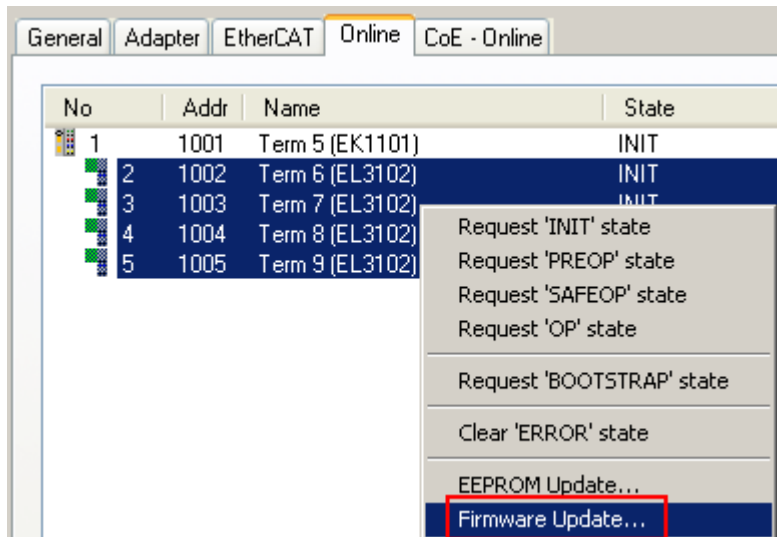 General Adapter EtherCAT Online CoE - Online
No Addr Name State
1 1001 Term 5 (EK1101) INIT
2 1002 Term 6 (EL3102) INIT
3 1003 Term 7 (EL3102) INIT
4 1004 Term 8 (EL3102)
5 1005 Term 9 (EL3102)
Request 'INIT' state
Request 'PREOP' state
Request 'SAFEOP' state
Request 'OP' state
Request 'BOOTSTRAP' state
Clear 'ERROR' state
EEPROM Update...
Firmware Update...